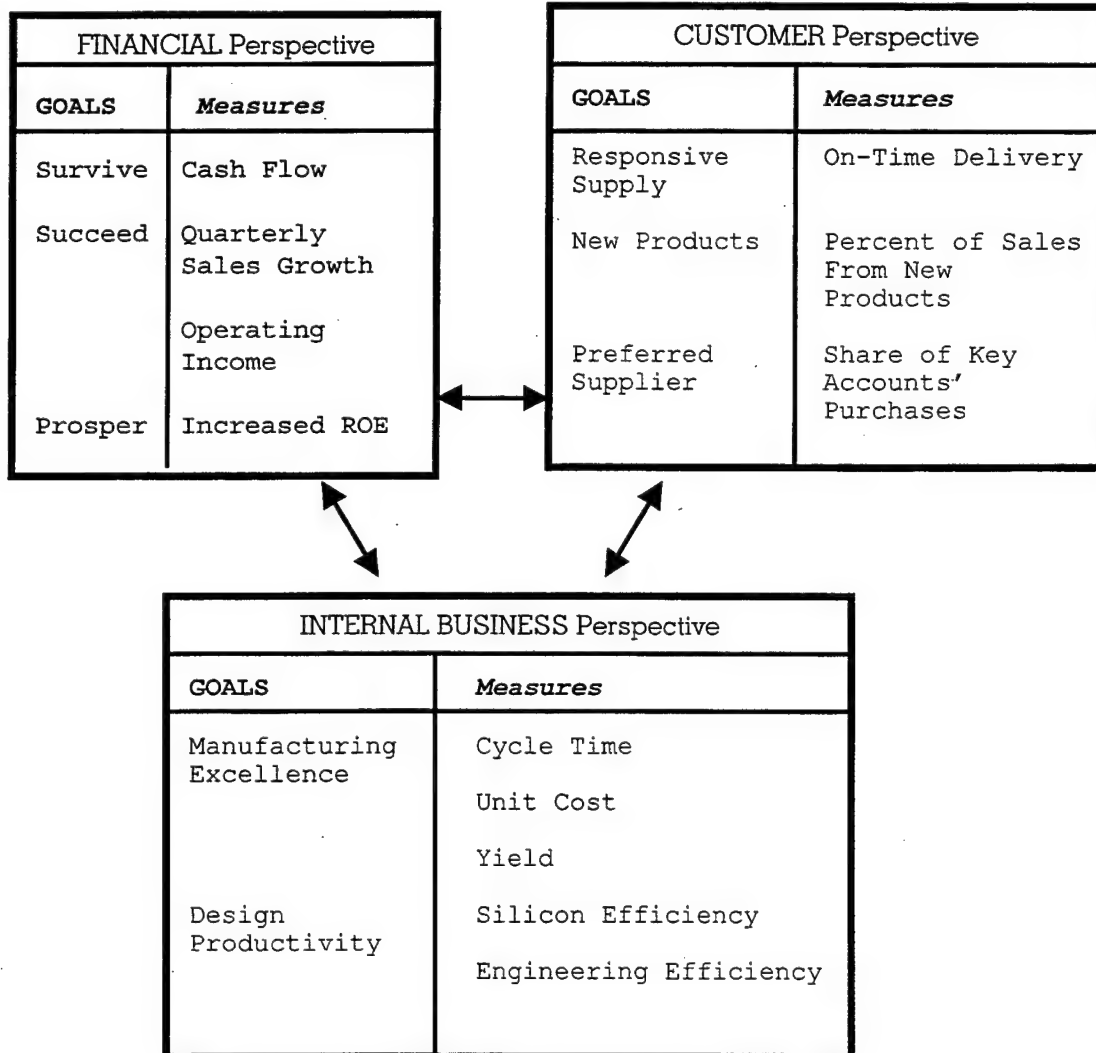 FINANCIAL Perspective
GOALS Measures
Survive Cash Flow
Succeed Quarterly
Sales Growth
Operating
Income
Prosper Increased ROE
CUSTOMER Perspective
GOALS Measures
Responsive On-Time Delivery
Supply
New Products Percent of Sales
From New
Products
Preferred Share of Key
Supplier Accounts'
Purchases
INTERNAL BUSINESS Perspective
GOALS Measures
Manufacturing Cycle Time
Excellence
Unit Cost
Yield
Design Silicon Efficiency
Productivity
Engineering Efficiency